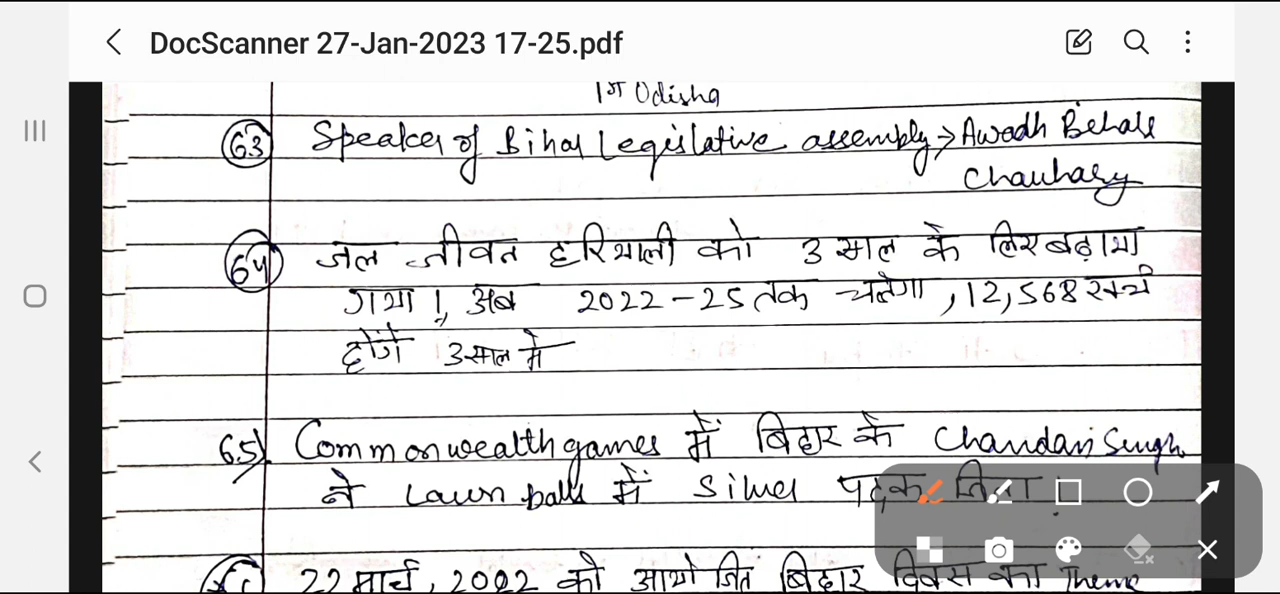 DocScanner 27-Jan-2023 17-25.pdf
1st Odisha
63 Speaker of Bihar Legislative assembly → Awadh Behari
Chauhary
64 जल जीवन हरियाली को 3 साल के लिए बढ़ाया
गया !, अब 2022-25 तक चलेगा, 12,568 खर्च
होंगे 3 साल में
65) Commonwealth games में बिहार के Chandan Singh
ने Lawn balls में Silver पदक जिता
22 मार्च, 2022 को आयोजित बिहार दिवस का Theme